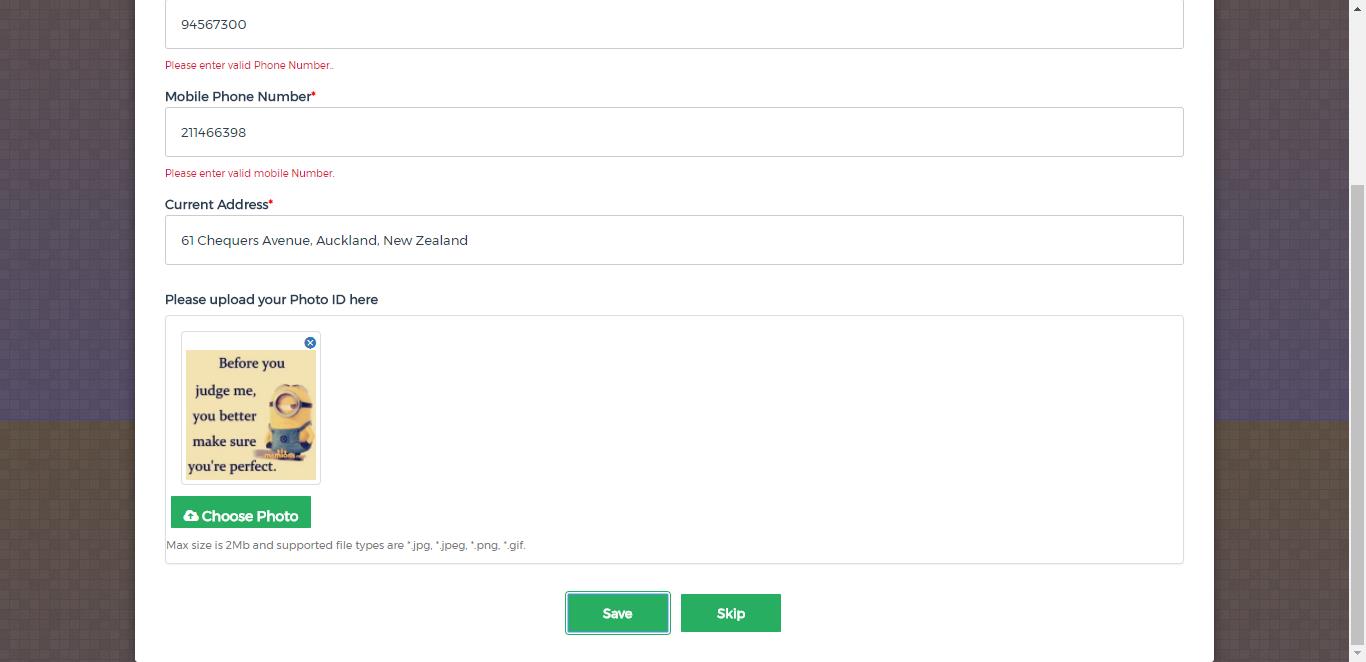 94567300
Please enter valid Phone Number..
Mobile Phone Number*
211466398
Please enter valid mobile Number.
Current Address*
61 Chequers Avenue, Auckland, New Zealand
Please upload your Photo ID here
Before you
judge me,
you better
make sure
you're perfect.
Choose Photo
Max size is 2Mb and supported file types are *.jpg, *.jpeg, *.png, *.gif.
Save Skip